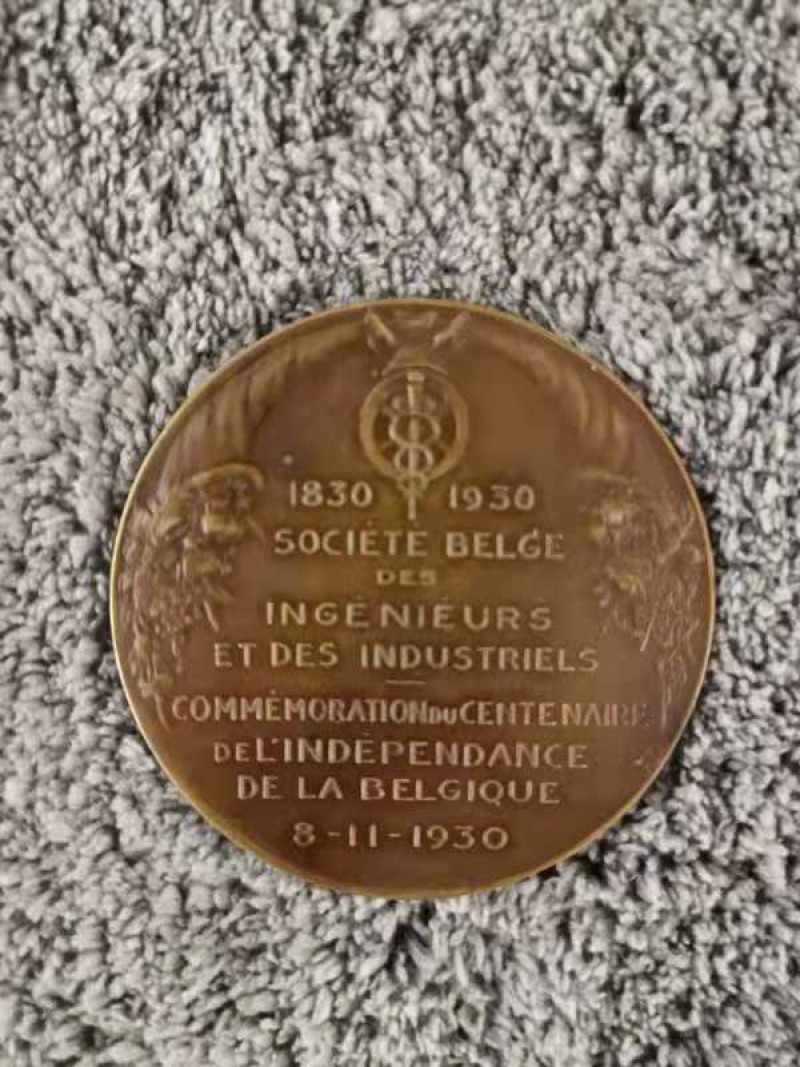 1830 1930
SOCIÉTÉ BELGE
DES
INGÉNIEURS
ET DES INDUSTRIELS
COMMÉMORATION DU CENTENAIRE
DE L'INDÉPENDANCE
DE LA BELGIQUE
8-11-1930